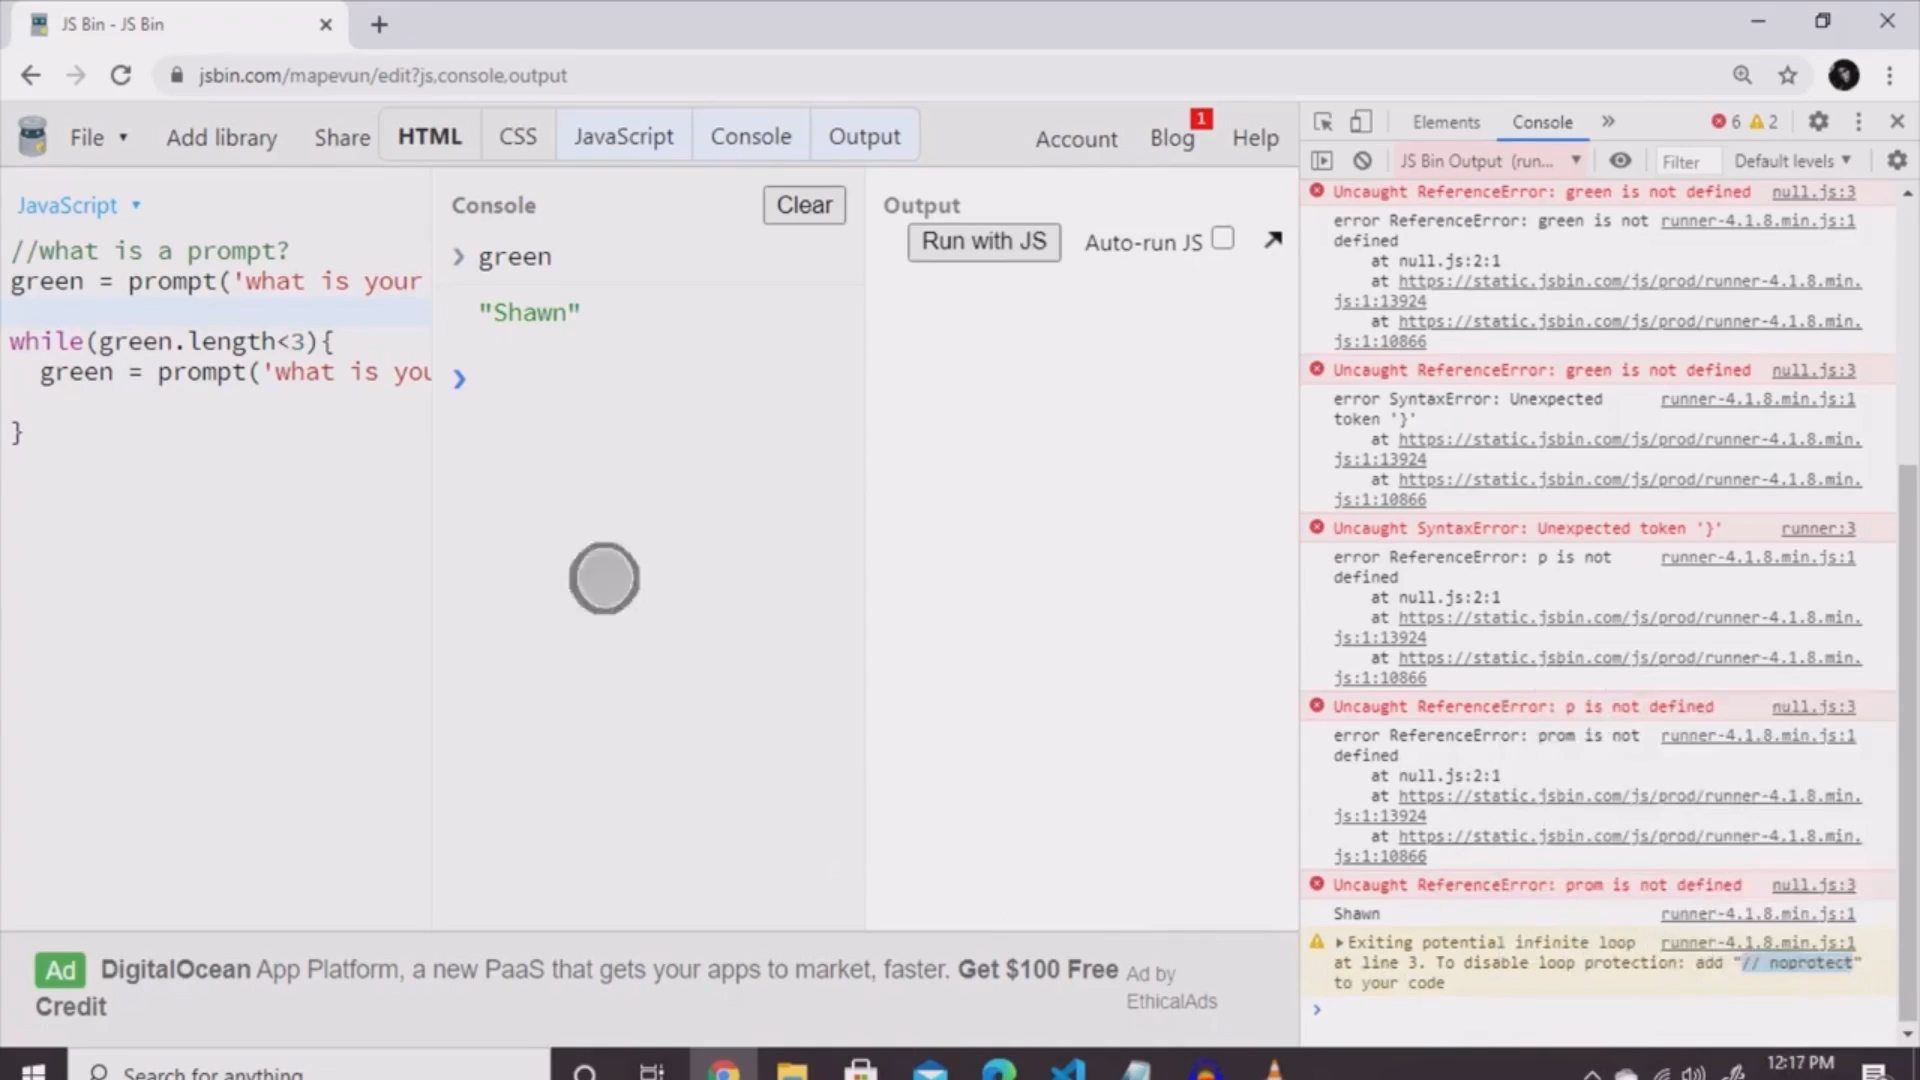 JS Bin - JS Bin
jsbin.com/mapevun/edit?js,console,output
File
Add library
Share
HTML
CSS
JavaScript
Console
Output
Account
Blog
1
Help
JavaScript
//what is a prompt?
green = prompt('what is your
while(green.length<3){
green = prompt('what is you
}
Console
Clear
green
"Shawn"
Output
Run with JS
Auto-run JS
Elements
Console
6
2
JS Bin Output (run...
Filter
Default levels
Uncaught ReferenceError: green is not defined null.js:3
error ReferenceError: green is not runner-4.1.8.min.js:1
defined
at null.js:2:1
at https://static.jsbin.com/js/prod/runner-4.1.8.min.
js:1:13924
at https://static.jsbin.com/js/prod/runner-4.1.8.min.
js:1:10866
Uncaught ReferenceError: green is not defined null.js:3
error SyntaxError: Unexpected runner-4.1.8.min.js:1
token '}'
at https://static.jsbin.com/js/prod/runner-4.1.8.min.
js:1:13924
at https://static.jsbin.com/js/prod/runner-4.1.8.min.
js:1:10866
Uncaught SyntaxError: Unexpected token '}' runner:3
error ReferenceError: p is not runner-4.1.8.min.js:1
defined
at null.js:2:1
at https://static.jsbin.com/js/prod/runner-4.1.8.min.
js:1:13924
at https://static.jsbin.com/js/prod/runner-4.1.8.min.
js:1:10866
Uncaught ReferenceError: p is not defined null.js:3
error ReferenceError: prom is not runner-4.1.8.min.js:1
defined
at null.js:2:1
at https://static.jsbin.com/js/prod/runner-4.1.8.min.
js:1:13924
at https://static.jsbin.com/js/prod/runner-4.1.8.min.
js:1:10866
Uncaught ReferenceError: prom is not defined null.js:3
Shawn runner-4.1.8.min.js:1
Exiting potential infinite loop runner-4.1.8.min.js:1
at line 3. To disable loop protection: add "// noprotect"
to your code
Ad
DigitalOcean App Platform, a new PaaS that gets your apps to market, faster. Get $100 Free
Credit
Ad by
EthicalAds
Search for anything
12:17 PM